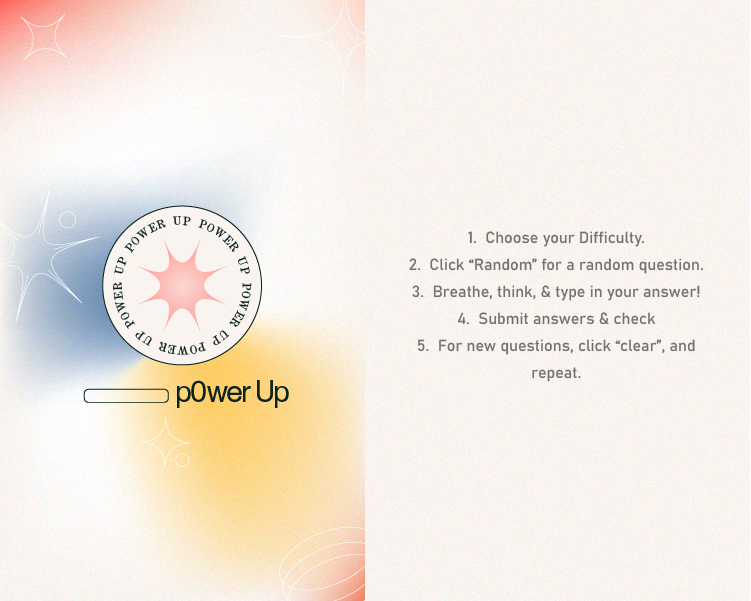 POWER UP POWER UP POWER UP POWER UP POWER UP
p0wer Up
1. Choose your Difficulty.
2. Click “Random” for a random question.
3. Breathe, think, & type in your answer!
4. Submit answers & check
5. For new questions, click “clear”, and
repeat.